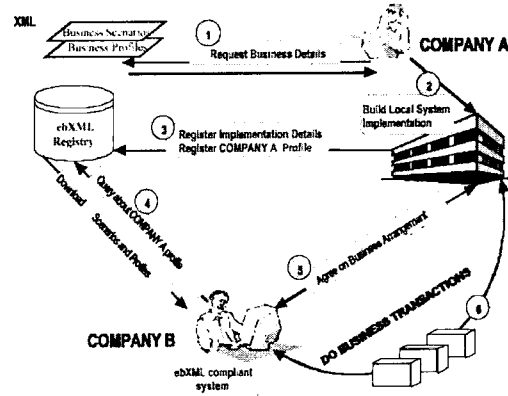 XML
Business Scenarios
Business Profiles
1
Request Business Details
COMPANY A
2
Build Local System
Implementation
ebXML
Registry
3
Register Implementation Details
Register COMPANY A Profile
4
Query about COMPANY A profile
Download Scenarios and Profiles
5
Agree on Business Arrangement
DO BUSINESS TRANSACTIONS
6
COMPANY B
ebXML compliant
system